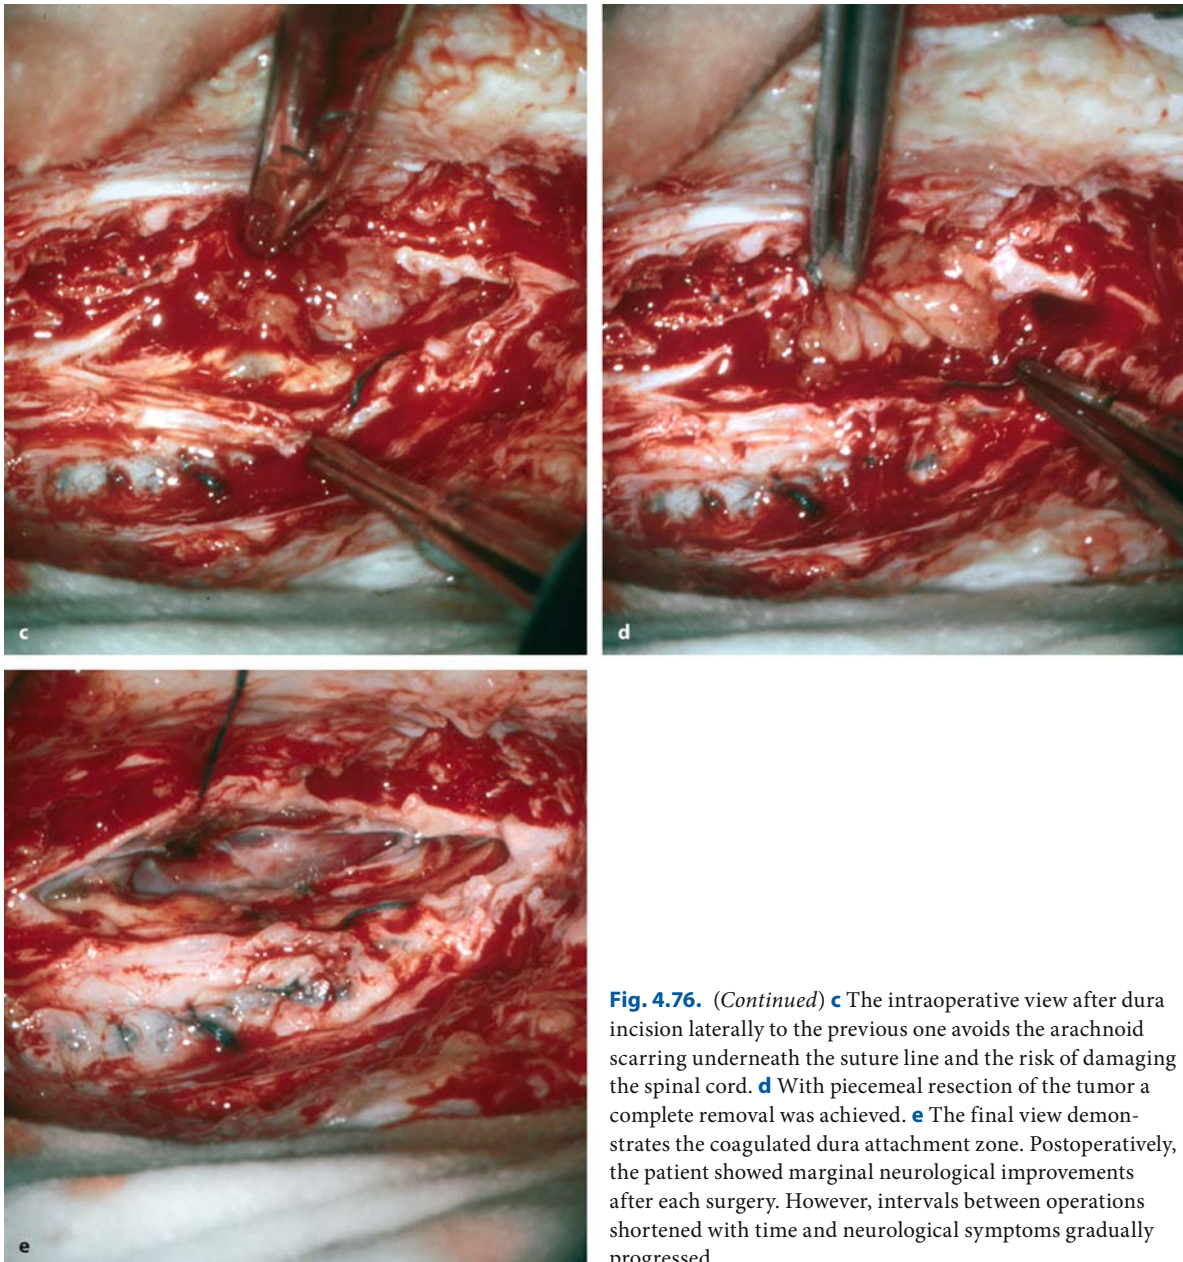 c
d
e
Fig. 4.76. (Continued) c The intraoperative view after dura
incision laterally to the previous one avoids the arachnoid
scarring underneath the suture line and the risk of damaging
the spinal cord. d With piecemeal resection of the tumor a
complete removal was achieved. e The final view demon-
strates the coagulated dura attachment zone. Postoperatively,
the patient showed marginal neurological improvements
after each surgery. However, intervals between operations
shortened with time and neurological symptoms gradually
progressed